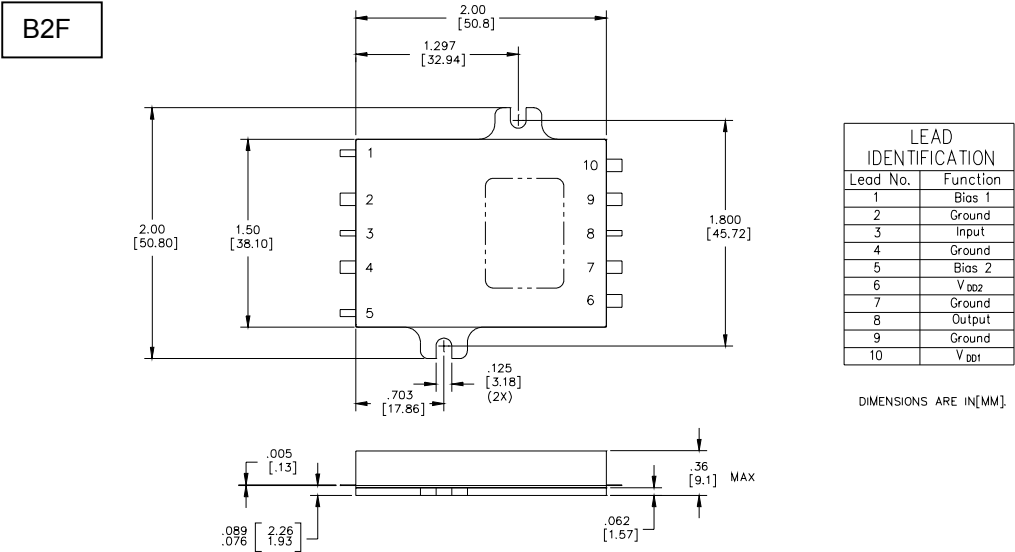 B2F
2.00
[50.8]
1.297
[32.94]
2.00
[50.80]
1.50
[38.10]
1.800
[45.72]
1
2
3
4
5
10
9
8
7
6
.125
[3.18]
(2X)
.703
[17.86]
LEAD
IDENTIFICATION
Lead No. Function
1 Bias 1
2 Ground
3 Input
4 Ground
5 Bias 2
6 V DD2
7 Ground
8 Output
9 Ground
10 V DD1
DIMENSIONS ARE IN[MM].
.005
[.13]
.36
[9.1] MAX
.089 [2.26]
.076 [1.93]
.062
[1.57]